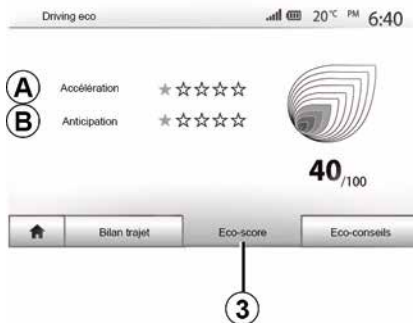 Driving eco 20°C PM 6:40
A Accélération
B Anticipation
40/100
Bilan trajet Eco-score Eco-conseils
3